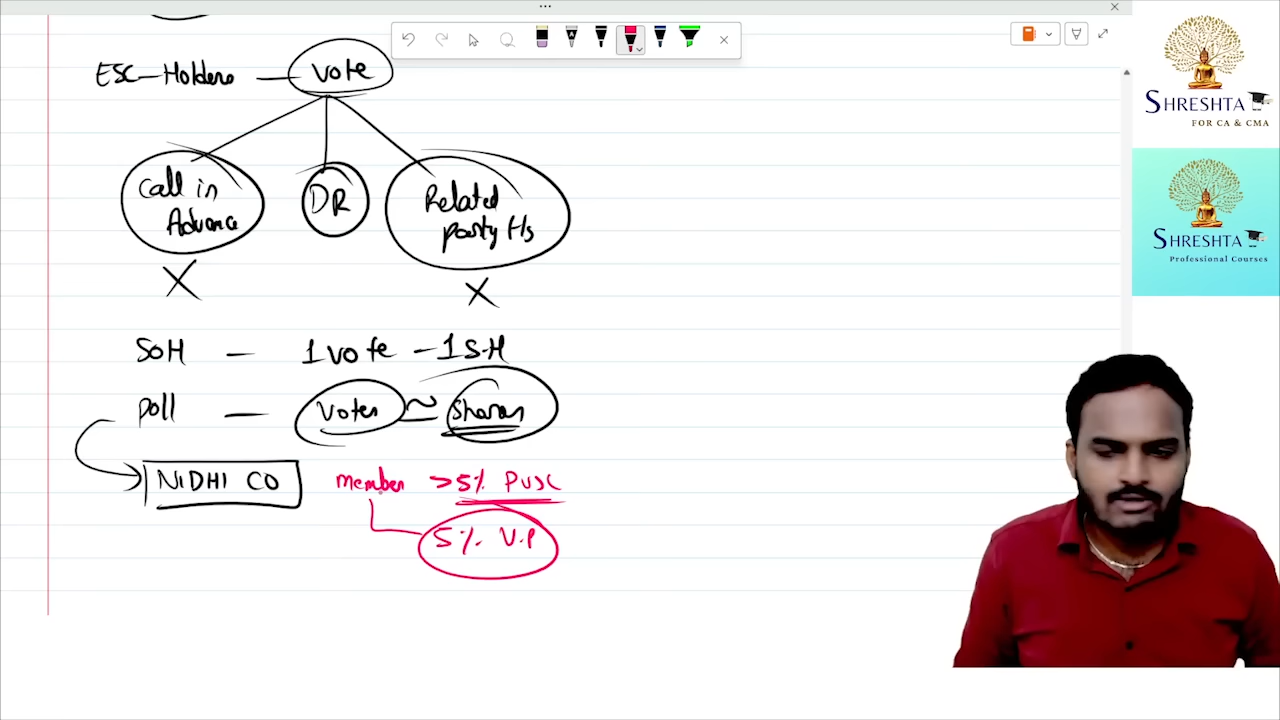 ESC-Holders — vote
Call in Advance
DR
Related party Hs
X
X
SOH — 1 vote - 1 S.H
poll — Votes ~ Shares
NIDHI CO
member > 5% PUSC
5% V.P
SHRESHTA
FOR CA & CMA
SHRESHTA
Professional Courses